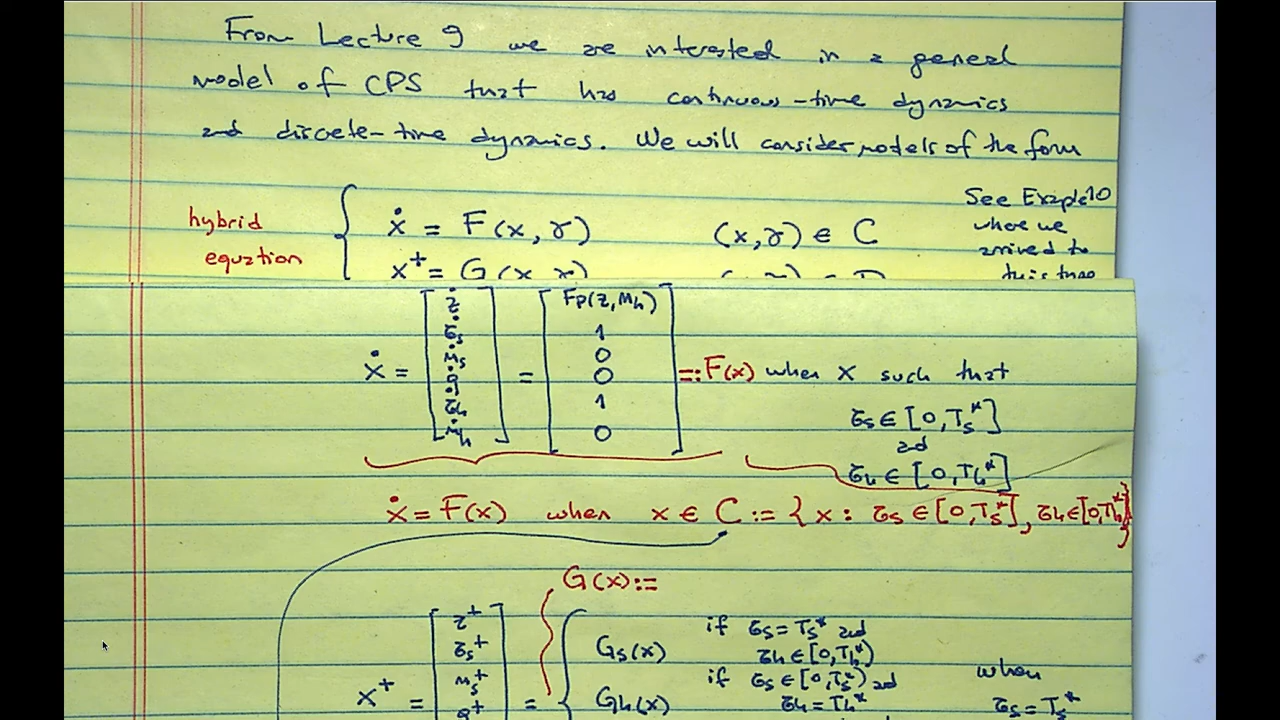 From Lecture 9 we are interested in a general
model of CPS that has continuous-time dynamics
and discrete-time dynamics. We will consider models of the form
hybrid
equation
{ ẋ = F(x, γ) (x, γ) ∈ C
x⁺ = G(x
See Example 10
where we
arrived to
this
ẋ = [ż τ̇s ṁs q̇ τ̇h ṁh] = [Fp(z, mh) 1 0 0 1 0] =: F(x) when x such that
τs ∈ [0, Ts*]
and
τh ∈ [0, Th*]
ẋ = F(x) when x ∈ C := {x : τs ∈ [0, Ts*], τh ∈ [0, Th*]}
G(x) :=
x⁺ = [z⁺ τs⁺ ms⁺ q⁺ = {
Gs(x) if τs = Ts* and
τh ∈ [0, Th*)
Gh(x) if τs ∈ [0, Ts*) and
τh = Th*
when
τs = Ts*